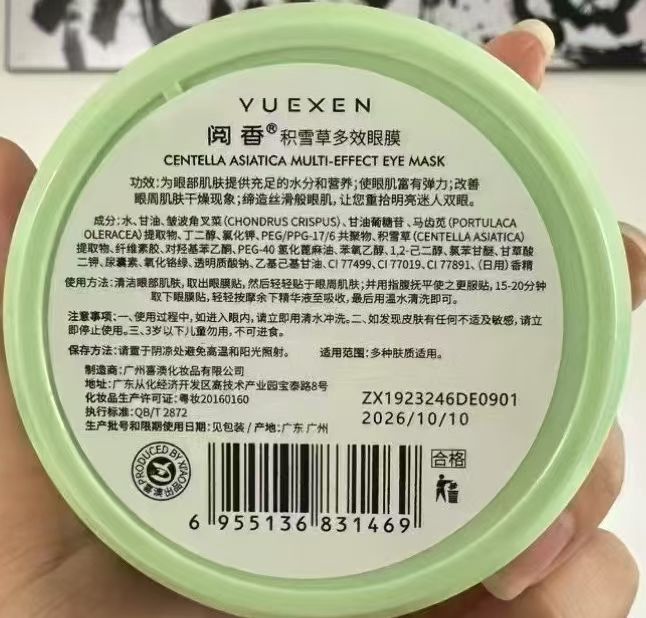 YUEXEN
阅香®积雪草多效眼膜
CENTELLA ASIATICA MULTI-EFFECT EYE MASK
功效:为眼部肌肤提供充足的水分和营养;使眼肌富有弹力;改善
眼周肌肤干燥现象;缔造丝滑般眼肌,让您重拾明亮迷人双眼。
成分:水、甘油、皱波角叉菜(CHONDRUS CRISPUS)、甘油葡糖苷、马齿苋(PORTULACA
OLERACEA)提取物、丁二醇、氯化钾、PEG/PPG-17/6 共聚物、积雪草(CENTELLA ASIATICA)
提取物、纤维素胶、对羟基苯乙酮、PEG-40 氢化蓖麻油、苯氧乙醇、1,2-己二醇、氯苯甘醚、甘草酸
二钾、尿囊素、氧化铬绿、透明质酸钠、乙基己基甘油、CI 77499、CI 77019、CI 77891、(日用)香精
使用方法:清洁眼部肌肤,取出眼膜贴,然后轻轻贴于眼周肌肤;并用指腹抚平使之更服贴,15-20分钟
取下眼膜贴,轻轻按摩余下精华液至吸收,最后用温水清洗即可。
注意事项:一、使用过程中,如进入眼内,请立即用清水冲洗。二、如发现皮肤有任何不适及敏感,请立
即停止使用。三、3岁以下儿童勿用,不可进食。
保存方法:请置于阴凉处避免高温和阳光照射。 适用范围:多种肤质适用。
制造商:广州喜澳化妆品有限公司
地址:广东从化经济开发区高技术产业园宝泰路8号
化妆品生产许可证:粤妆20160160
执行标准:QB/T 2872
生产批号和限期使用日期:见包装/产地:广东 广州
ZX1923246DE0901
2026/10/10
合格
PRODUCED BY XIAO
喜澳出品
6 955136 831469